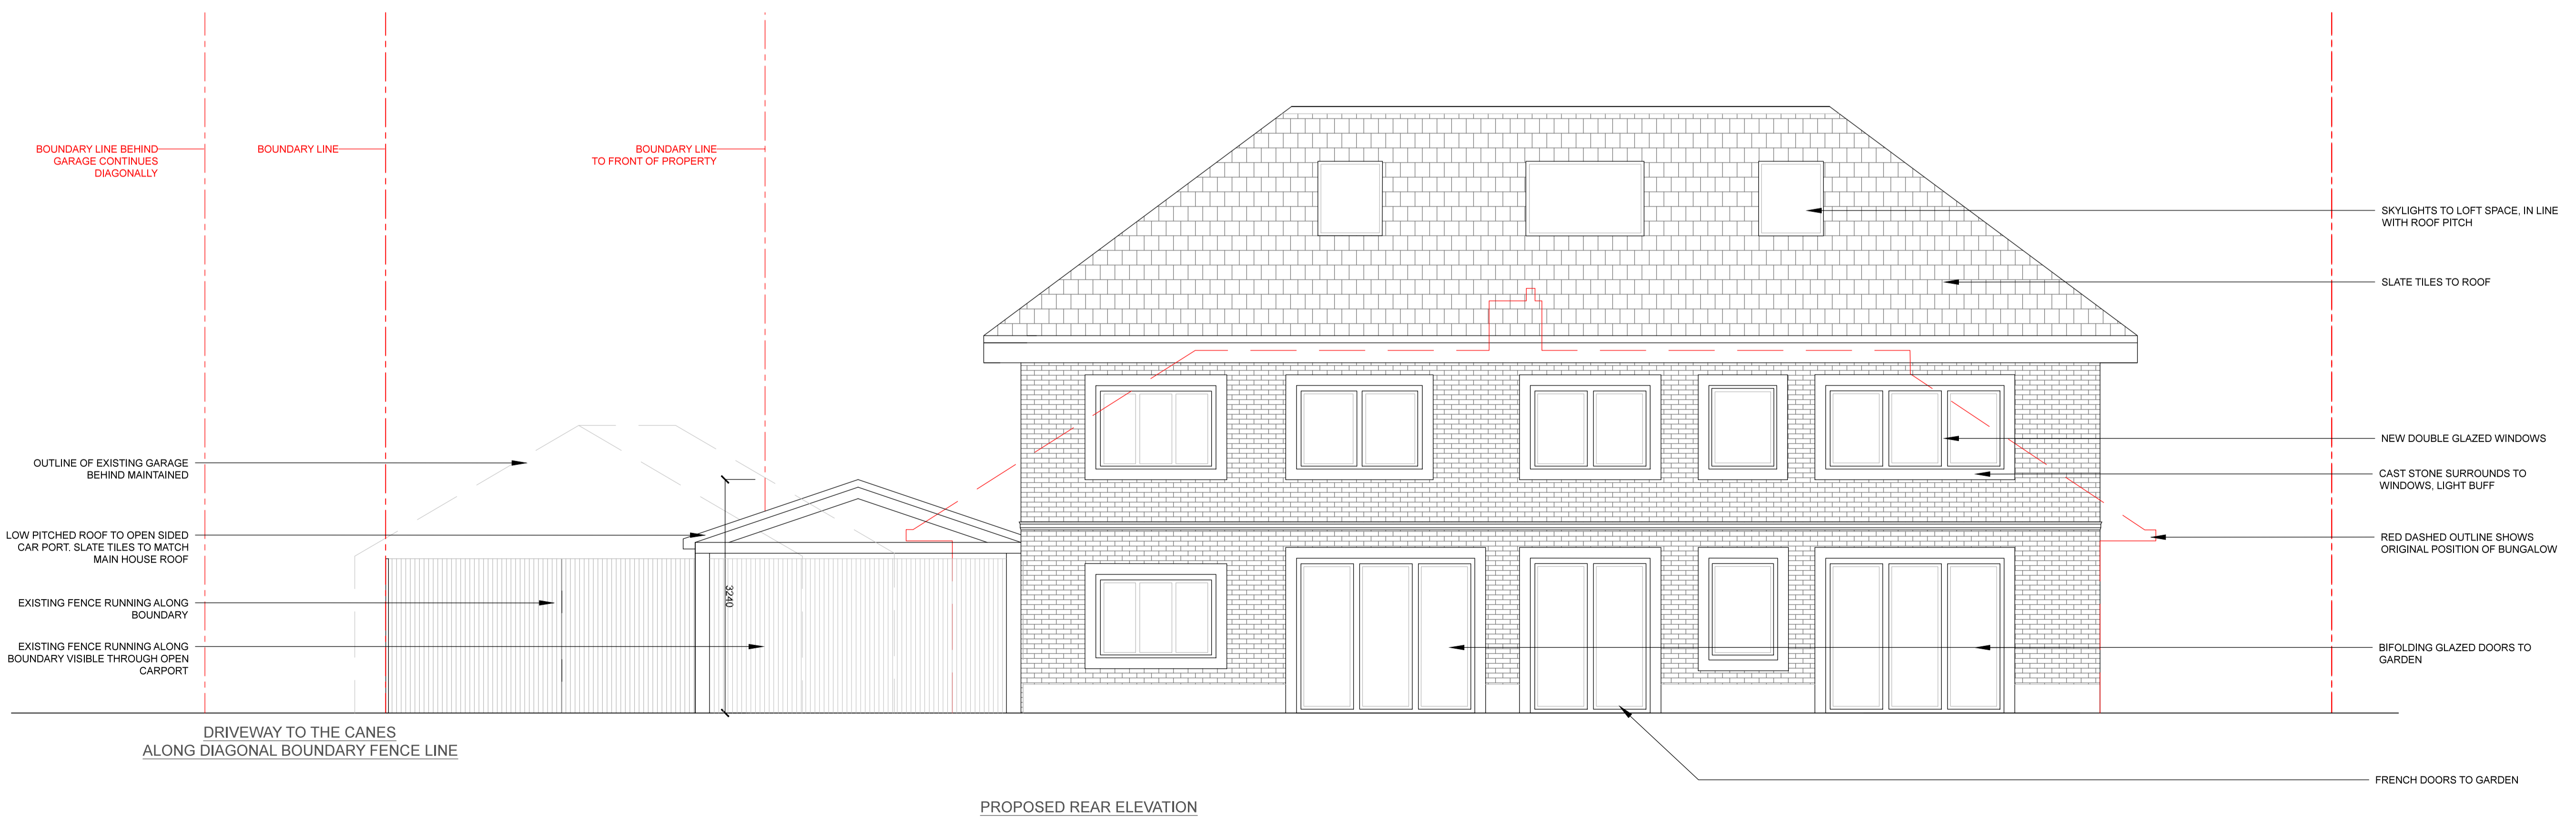 BOUNDARY LINE BEHIND
GARAGE CONTINUES
DIAGONALLY
BOUNDARY LINE
BOUNDARY LINE
TO FRONT OF PROPERTY
OUTLINE OF EXISTING GARAGE
BEHIND MAINTAINED
LOW PITCHED ROOF TO OPEN SIDED
CAR PORT. SLATE TILES TO MATCH
MAIN HOUSE ROOF
EXISTING FENCE RUNNING ALONG
BOUNDARY
EXISTING FENCE RUNNING ALONG
BOUNDARY VISIBLE THROUGH OPEN
CARPORT
3240
SKYLIGHTS TO LOFT SPACE, IN LINE
WITH ROOF PITCH
SLATE TILES TO ROOF
NEW DOUBLE GLAZED WINDOWS
CAST STONE SURROUNDS TO
WINDOWS, LIGHT BUFF
RED DASHED OUTLINE SHOWS
ORIGINAL POSITION OF BUNGALOW
BIFOLDING GLAZED DOORS TO
GARDEN
FRENCH DOORS TO GARDEN
DRIVEWAY TO THE CANES
ALONG DIAGONAL BOUNDARY FENCE LINE
PROPOSED REAR ELEVATION